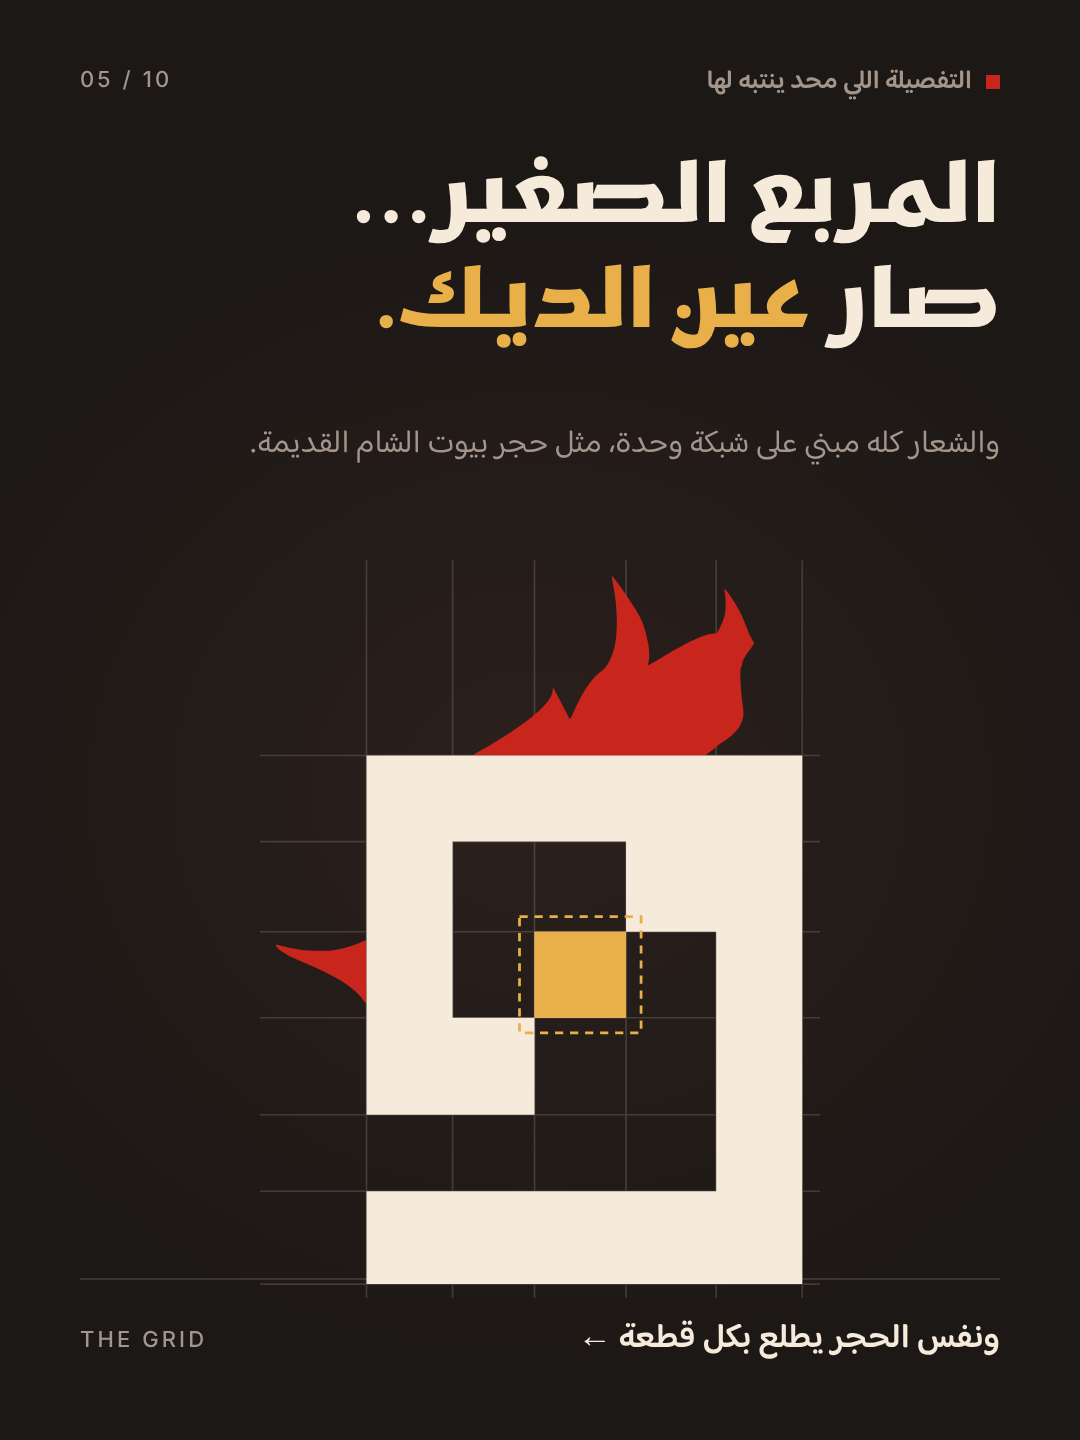 التفصيلة اللي محد ينتبه لها
05 / 10
المربع الصغير...
صار عين الديك.
والشعار كله مبني على شبكة وحدة، مثل حجر بيوت الشام القديمة.
ونفس الحجر يطلع بكل قطعة ←
THE GRID